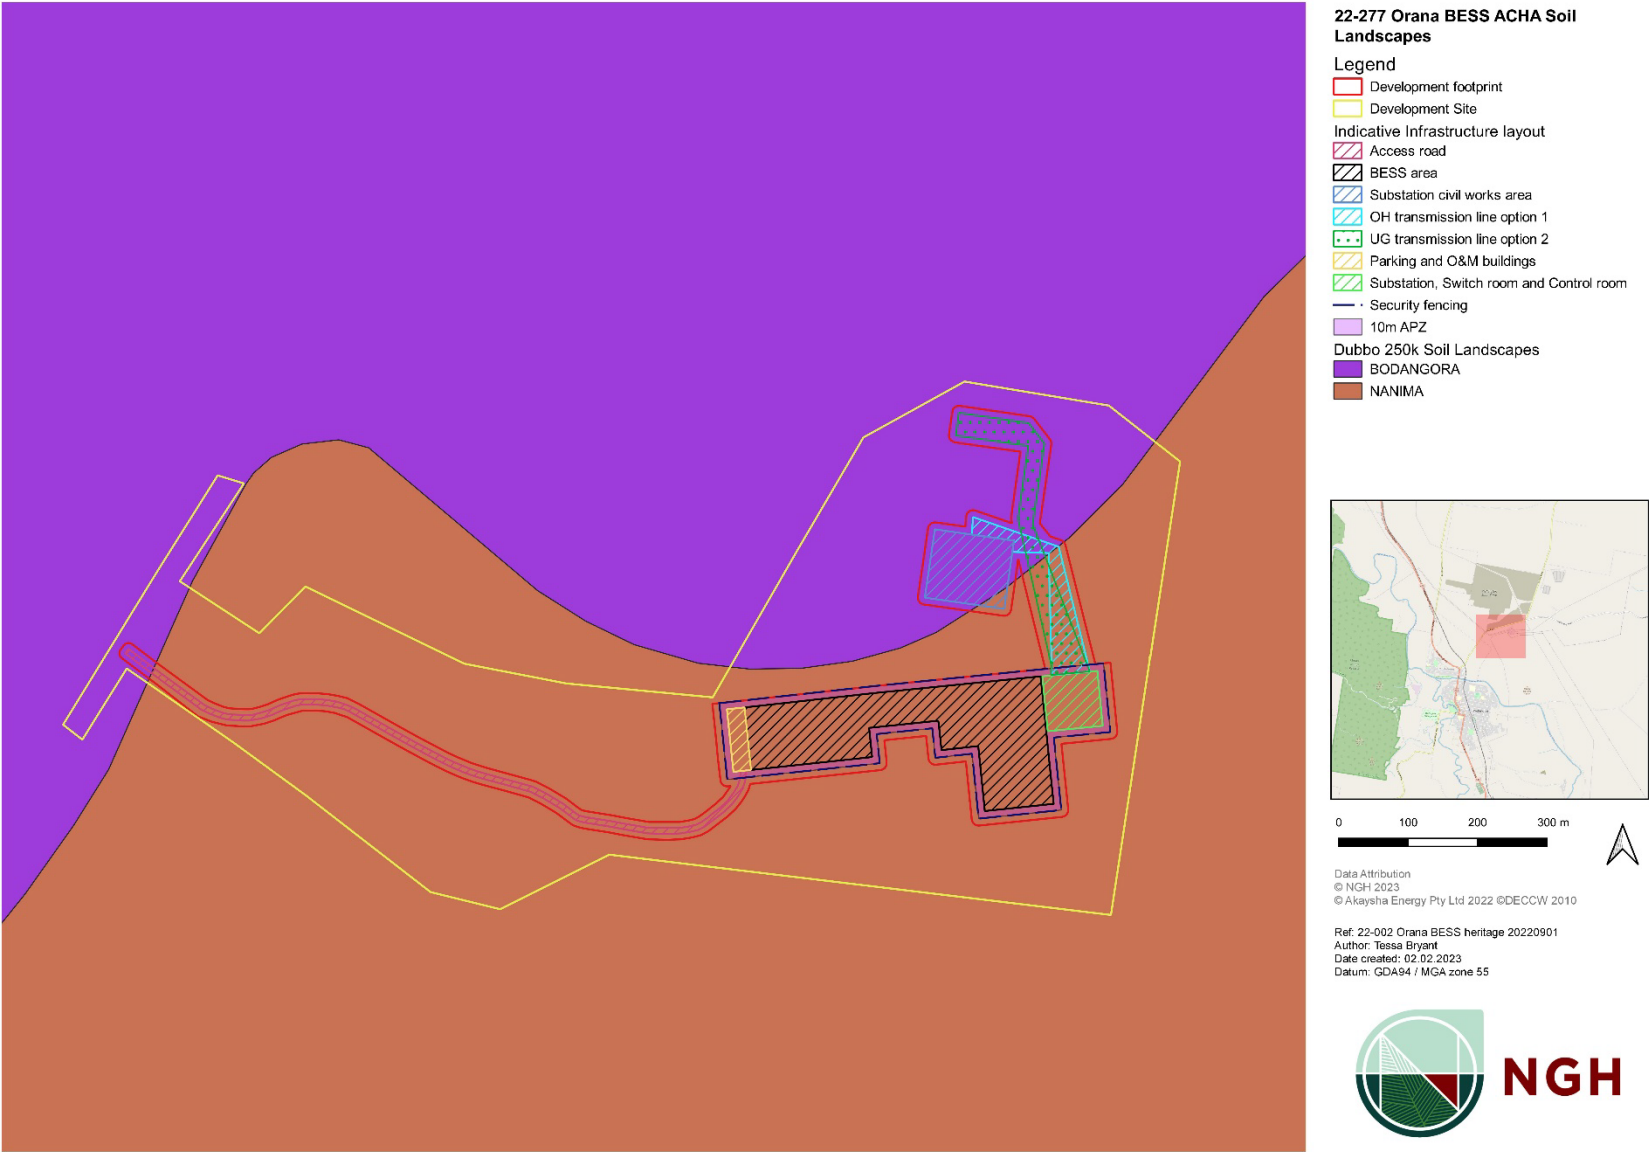 22-277 Orana BESS ACHA Soil
Landscapes
Legend
Development footprint
Development Site
Indicative Infrastructure layout
Access road
BESS area
Substation civil works area
OH transmission line option 1
UG transmission line option 2
Parking and O&M buildings
Substation, Switch room and Control room
Security fencing
10m APZ
Dubbo 250k Soil Landscapes
BODANGORA
NANIMA
0 100 200 300 m
Data Attribution
© NGH 2023
© Akaysha Energy Pty Ltd 2022 ©DECCW 2010
Ref: 22-002 Orana BESS heritage 20220901
Author: Tessa Bryant
Date created: 02.02.2023
Datum: GDA94 / MGA zone 55
NGH